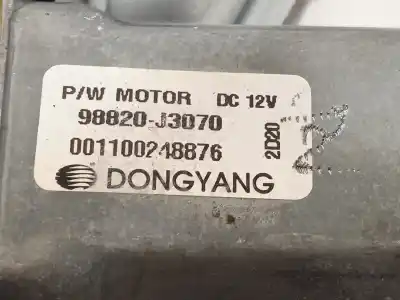 P/W MOTOR DC 12V
98820-J3070
001100248876
2D20
DONGYANG